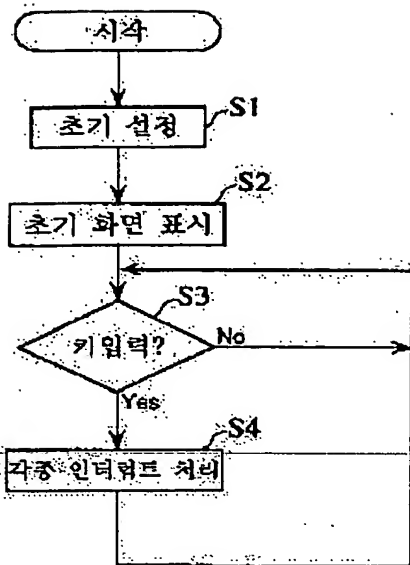 시작
초기 설정
S1
초기 화면 표시
S2
키입력?
S3
No
Yes
각종 인터럽트 처리
S4